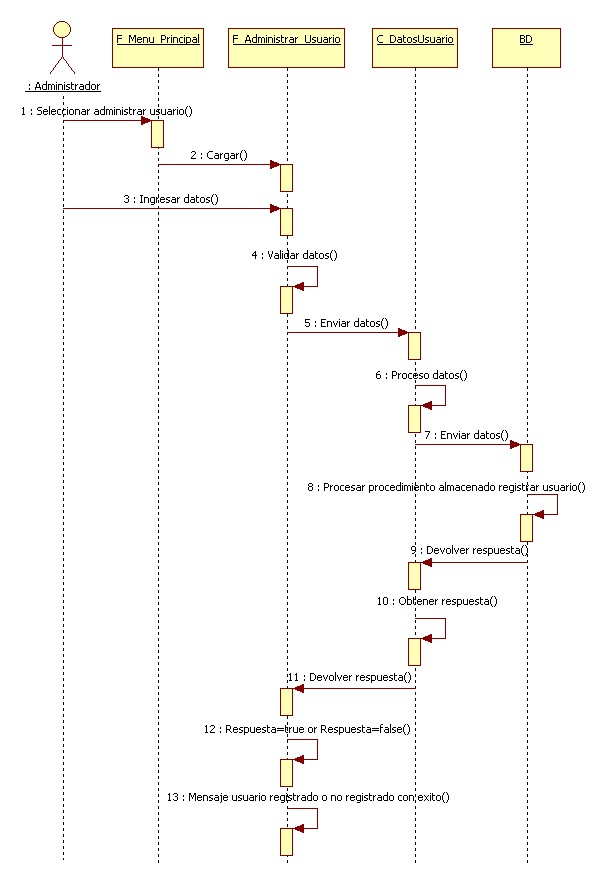 F_Menu_Principal
F_Administrar_Usuario
C_DatosUsuario
BD
: Administrador
1 : Seleccionar administrar usuario()
2 : Cargar()
3 : Ingresar datos()
4 : Validar datos()
5 : Enviar datos()
6 : Proceso datos()
7 : Enviar datos()
8 : Procesar procedimiento almacenado registrar usuario()
9 : Devolver respuesta()
10 : Obtener respuesta()
11 : Devolver respuesta()
12 : Respuesta=true or Respuesta=false()
13 : Mensaje usuario registrado o no registrado con exito()